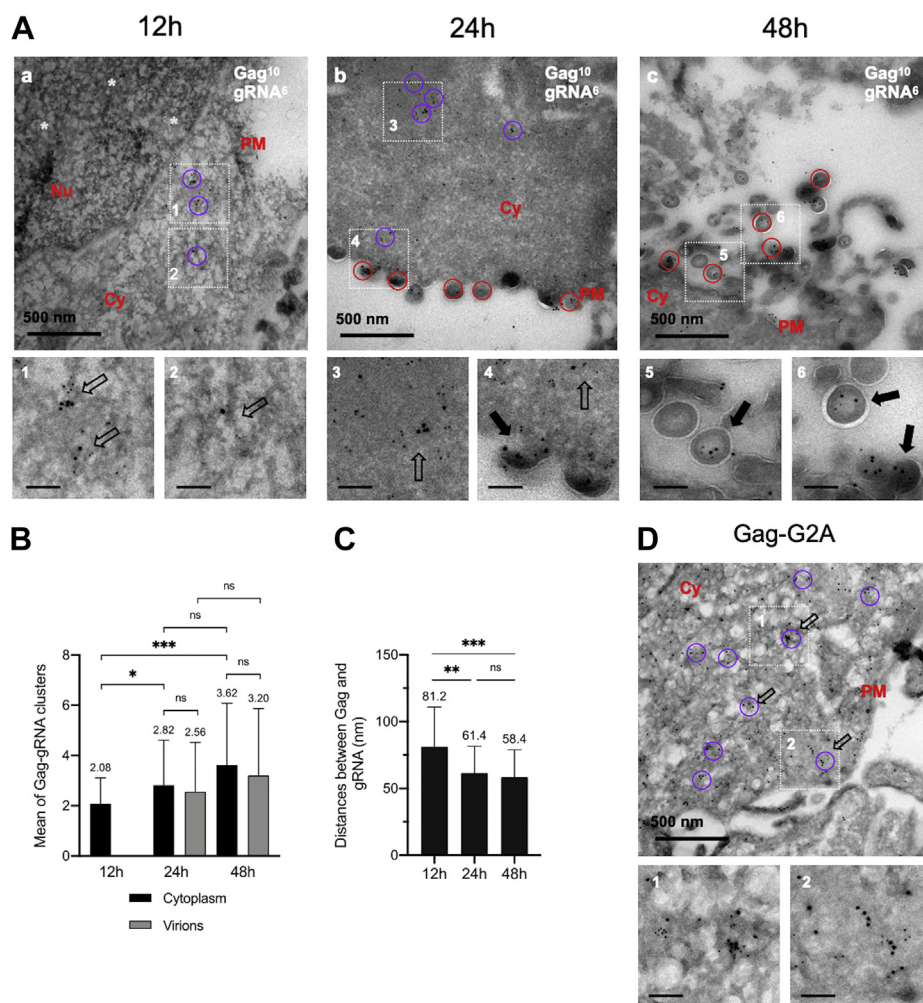 A
12h
24h
48h
a
Gag¹⁰
gRNA⁶
*
*
*
PM
Nu
1
2
Cy
500 nm
b
Gag¹⁰
gRNA⁶
3
Cy
4
PM
500 nm
c
Gag¹⁰
gRNA⁶
6
5
Cy
PM
500 nm
1
2
3
4
5
6
B
Mean of Gag-gRNA clusters
8
6
4
2
0
ns
ns
***
*
ns
ns
2.08
2.82
2.56
3.62
3.20
12h
24h
48h
Cytoplasm
Virions
C
Distances between Gag and
gRNA (nm)
150
100
50
0
***
**
ns
81.2
61.4
58.4
12h
24h
48h
D
Gag-G2A
Cy
1
PM
2
500 nm
1
2